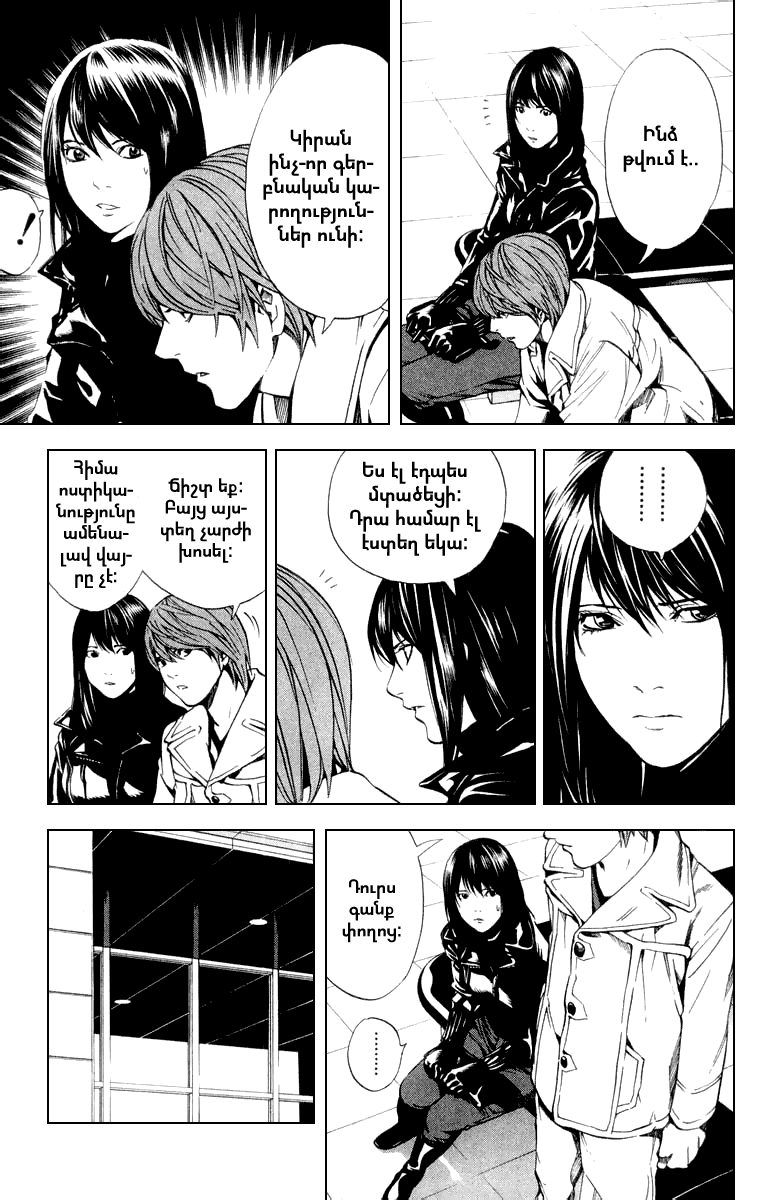 Ինձ
թվում է..
Կիրան
ինչ-որ գեր-
բնական կա-
րողություն-
ներ ունի:
!
........
Ես էլ էդպես
մտածեցի:
Դրա համար էլ
էստեղ եկա:
Ճիշտ եք:
Բայց այս-
տեղ չարժի
խոսել:
Հիմա
ոստիկա-
նությունը
ամենա-
լավ վայ-
րը չէ:
Դուրս
գանք
փողոց:
......